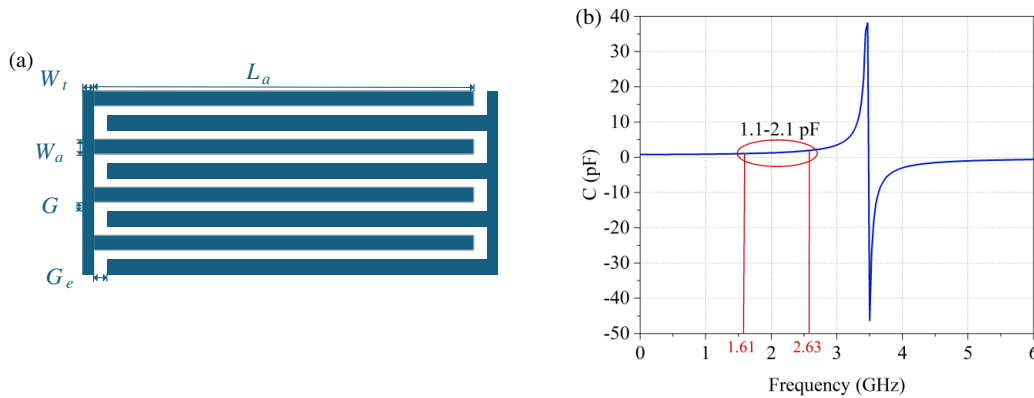 (a)
W t
L a
W a
G
G e
(b)
C (pF)
40
30
20
10
0
-10
-20
-30
-40
-50
1.1-2.1 pF
0
1
2
3
4
5
6
1.61
2.63
Frequency (GHz)